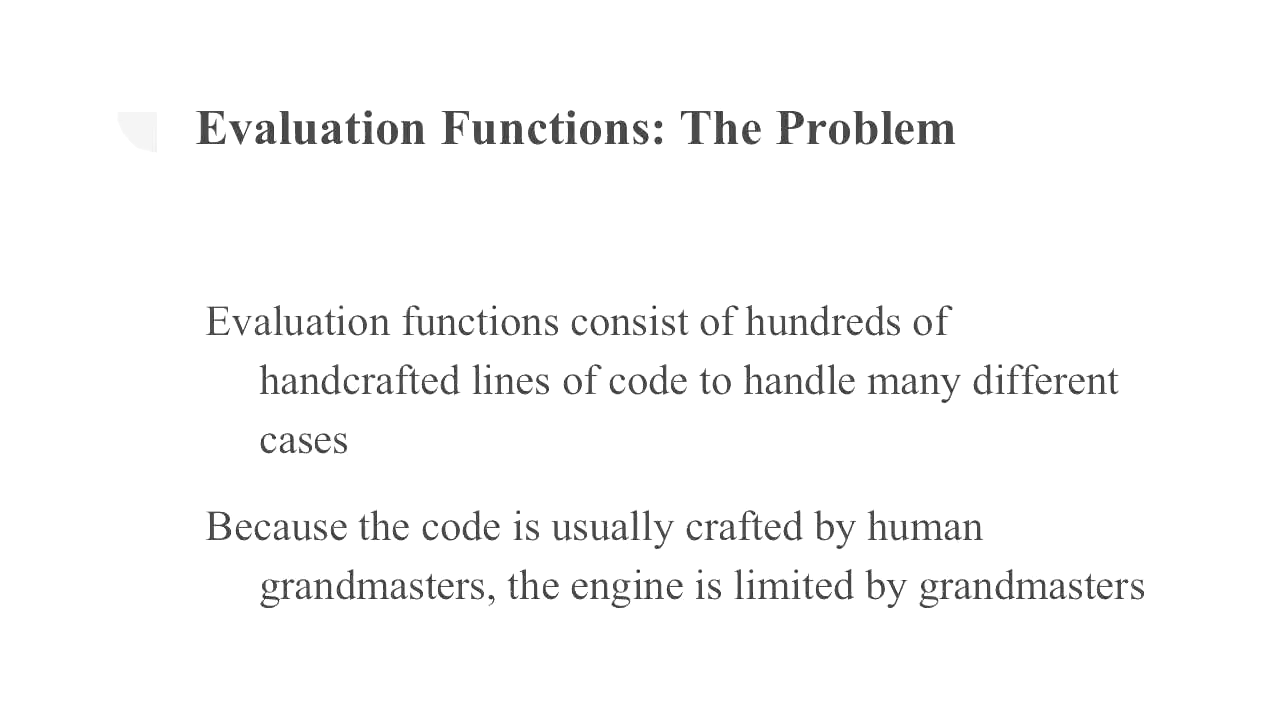 Evaluation Functions: The Problem
Evaluation functions consist of hundreds of
handcrafted lines of code to handle many different
cases
Because the code is usually crafted by human
grandmasters, the engine is limited by grandmasters